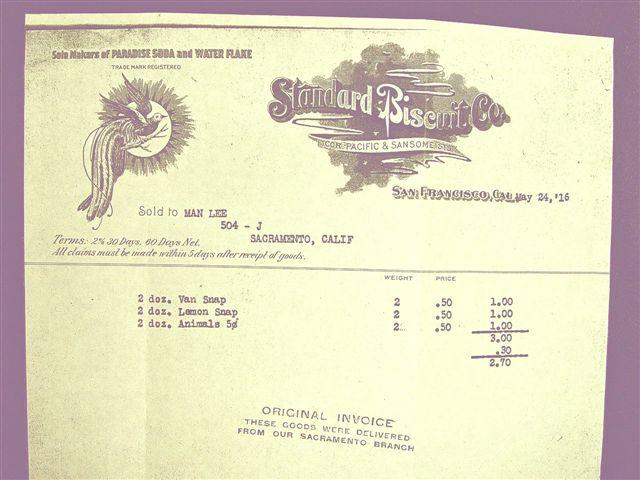 Sole Makers of PARADISE SODA and WATER FLAKE
TRADE MARK REGISTERED
Standard Biscuit Co.
COR. PACIFIC & SANSOME STS.
SAN FRANCISCO, CAL. May 24,'16
Sold to MAN LEE
504 - J
SACRAMENTO, CALIF
Terms: 2% 30 Days. 60 Days Net.
All claims must be made within 5 days after receipt of goods.
WEIGHT PRICE
2 doz. Van Snap 2 .50 1.00
2 doz. Lemon Snap 2 .50 1.00
2 doz. Animals 5¢ 2 .50 1.00
3.00
.30
2.70
ORIGINAL INVOICE
THESE GOODS WERE DELIVERED
FROM OUR SACRAMENTO BRANCH